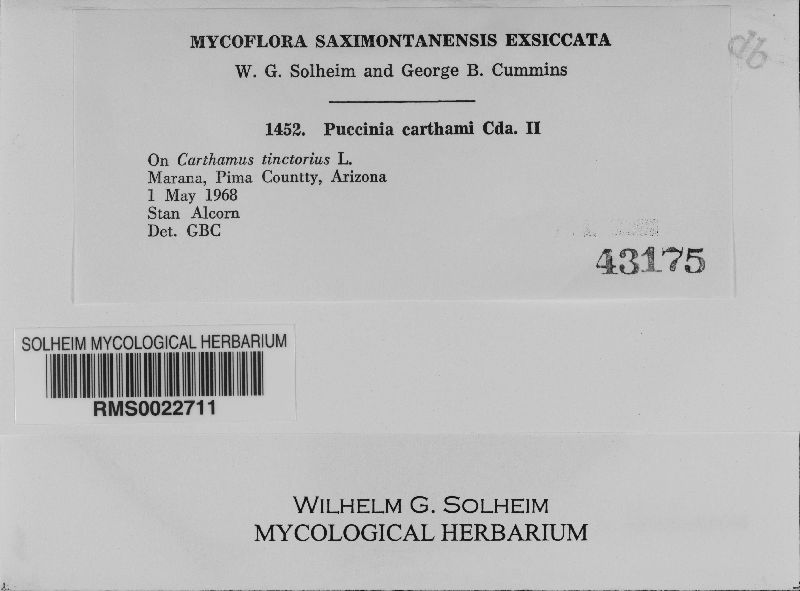 MYCOFLORA SAXIMONTANENSIS EXSICCATA
W. G. Solheim and George B. Cummins
db
1452. Puccinia carthami Cda. II
On Carthamus tinctorius L.
Marana, Pima Countty, Arizona
1 May 1968
Stan Alcorn
Det. GBC
43175
SOLHEIM MYCOLOGICAL HERBARIUM
RMS0022711
WILHELM G. SOLHEIM
MYCOLOGICAL HERBARIUM